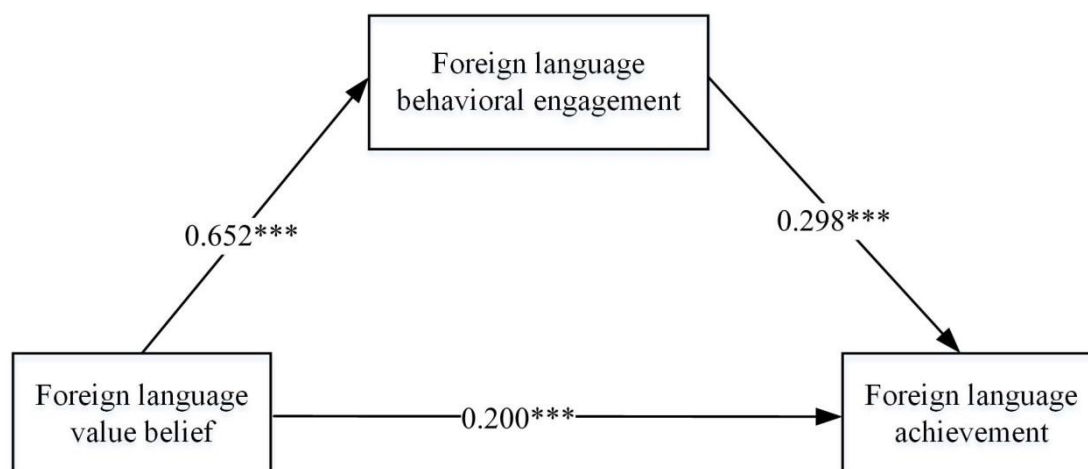 Foreign language
behavioral engagement
0.652***
0.298***
Foreign language
value belief
0.200***
Foreign language
achievement